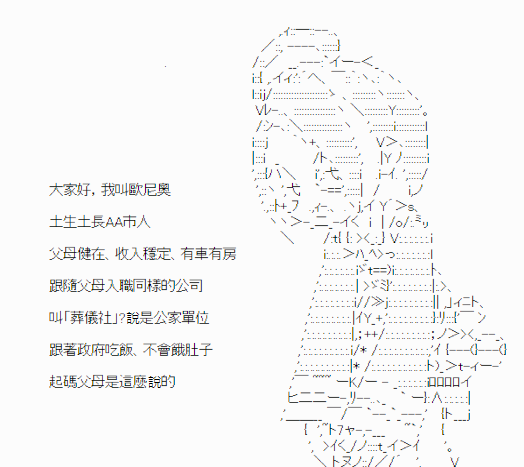 大家好，我叫歐尼奧
土生土長AA市人
父母健在、收入穩定、有車有房
跟隨父母入職同樣的公司
叫「葬儀社」?說是公家單位
跟著政府吃飯、不會餓肚子
起碼父母是這麼說的